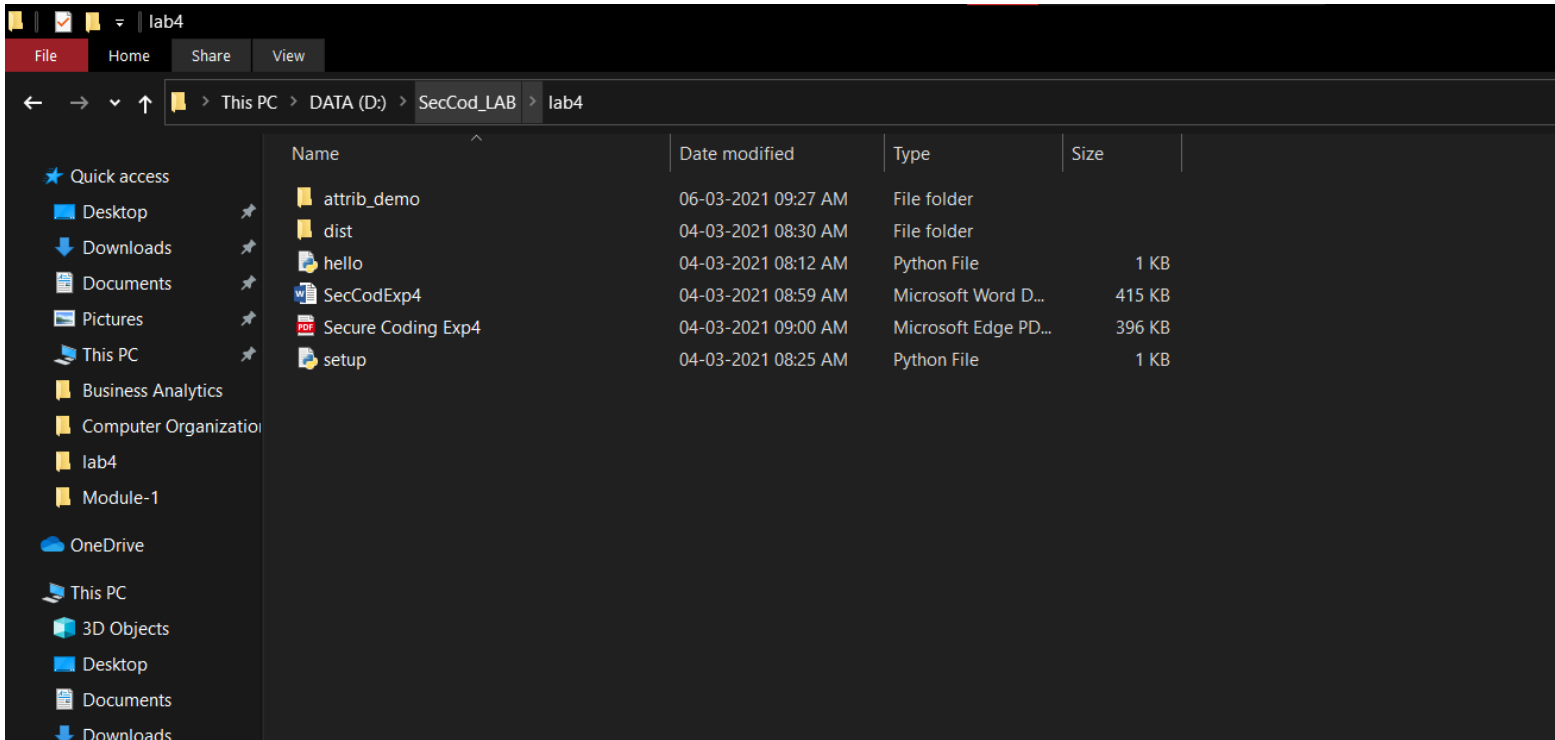 lab4
File Home Share View
This PC > DATA (D:) > SecCod_LAB > lab4
Name Date modified Type Size
Quick access
Desktop
Downloads
Documents
Pictures
This PC
Business Analytics
Computer Organization
lab4
Module-1
OneDrive
This PC
3D Objects
Desktop
Documents
Downloads
attrib_demo 06-03-2021 09:27 AM File folder
dist 04-03-2021 08:30 AM File folder
hello 04-03-2021 08:12 AM Python File 1 KB
SecCodExp4 04-03-2021 08:59 AM Microsoft Word D... 415 KB
Secure Coding Exp4 04-03-2021 09:00 AM Microsoft Edge PD... 396 KB
setup 04-03-2021 08:25 AM Python File 1 KB